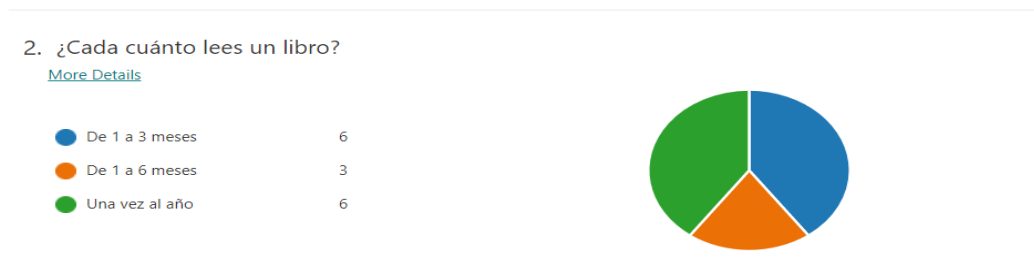 2. ¿Cada cuánto lees un libro?
More Details
De 1 a 3 meses 6
De 1 a 6 meses 3
Una vez al año 6